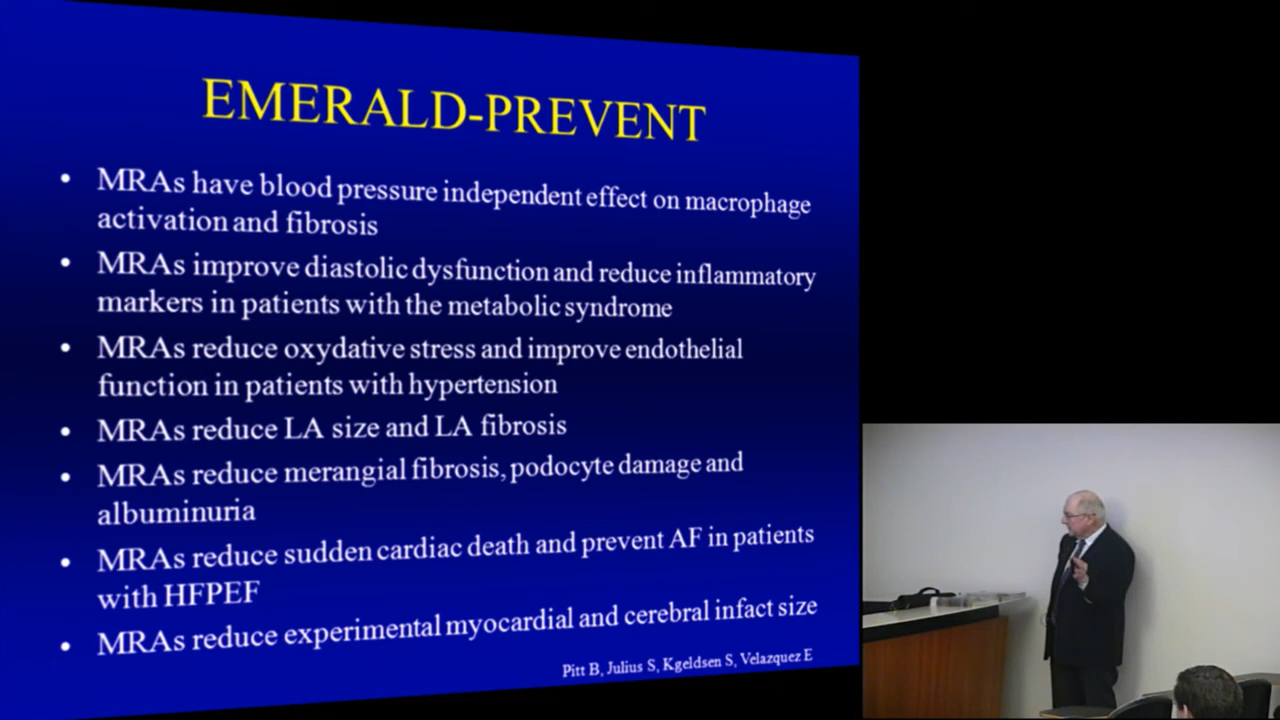 EMERALD-PREVENT
• MRAs have blood pressure independent effect on macrophage
activation and fibrosis
• MRAs improve diastolic dysfunction and reduce inflammatory
markers in patients with the metabolic syndrome
• MRAs reduce oxydative stress and improve endothelial
function in patients with hypertension
• MRAs reduce LA size and LA fibrosis
• MRAs reduce merangial fibrosis, podocyte damage and
albuminuria
• MRAs reduce sudden cardiac death and prevent AF in patients
with HFPEF
• MRAs reduce experimental myocardial and cerebral infact size
Pitt B, Julius S, Kgeldsen S, Velazquez E